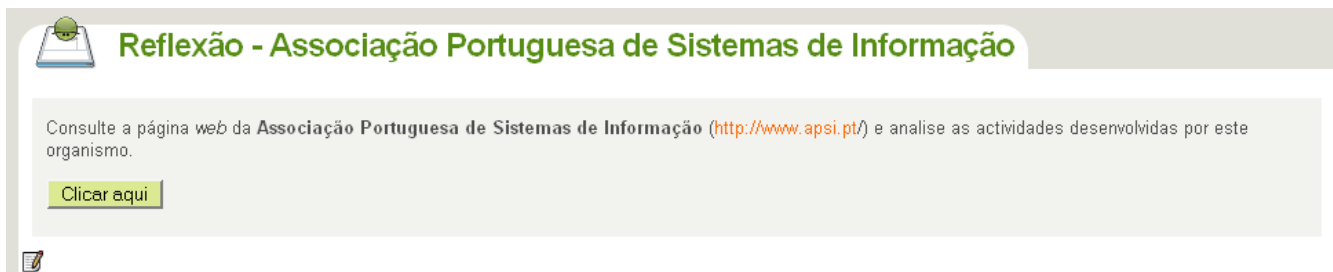 Reflexão - Associação Portuguesa de Sistemas de Informação
Consulte a página web da Associação Portuguesa de Sistemas de Informação (http://www.apsi.pt/) e analise as actividades desenvolvidas por este
organismo.
Clicar aqui